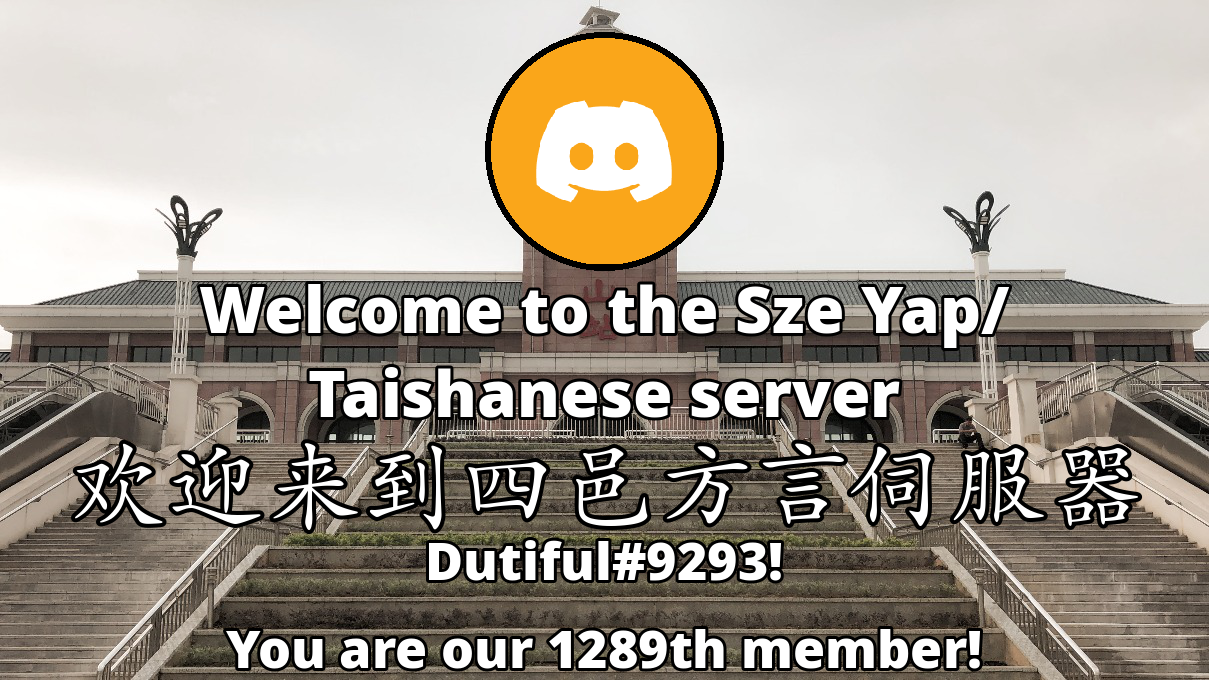 Welcome to the Sze Yap/
Taishanese server
欢迎来到四邑方言伺服器
Dutiful#9293!
You are our 1289th member!